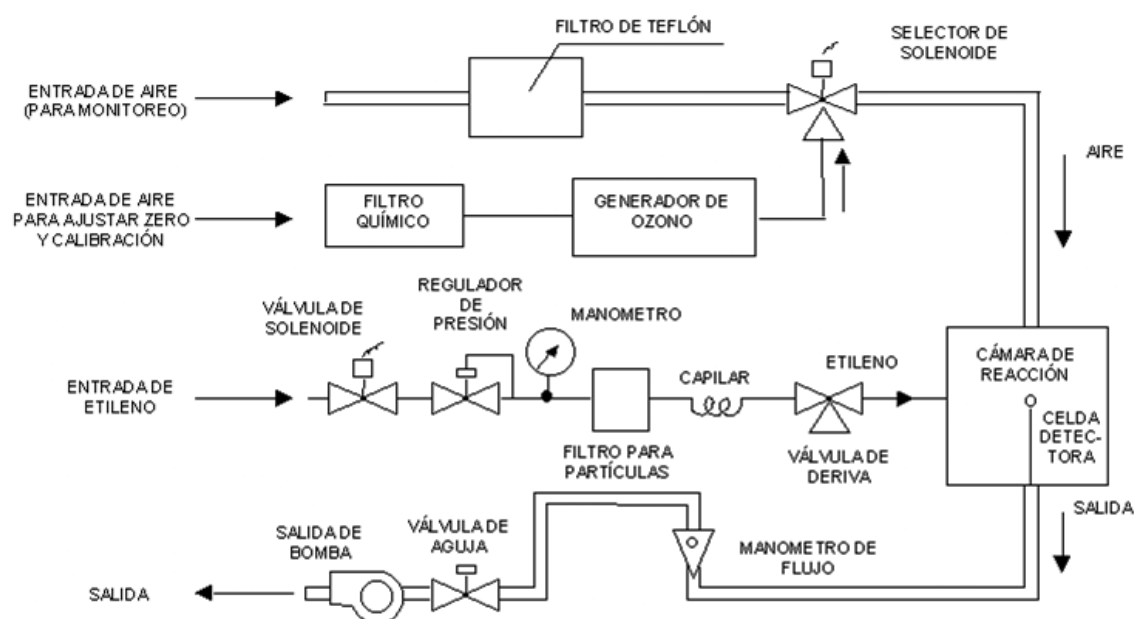 FILTRO DE TEFLÓN
SELECTOR DE
SOLENOIDE
ENTRADA DE AIRE
(PARA MONITOREO)
AIRE
ENTRADA DE AIRE
PARA AJUSTAR ZERO
Y CALIBRACIÓN
FILTRO
QUÍMICO
GENERADOR DE
OZONO
VÁLVULA DE
SOLENOIDE
REGULADOR
DE
PRESIÓN
MANOMETRO
ENTRADA DE
ETILENO
CAPILAR
ETILENO
CÁMARA DE
REACCIÓN
CELDA
DETEC-
TORA
FILTRO PARA
PARTÍCULAS
VÁLVULA DE
DERIVA
SALIDA
SALIDA DE
BOMBA
VÁLVULA DE
AGUJA
MANOMETRO DE
FLUJO
SALIDA